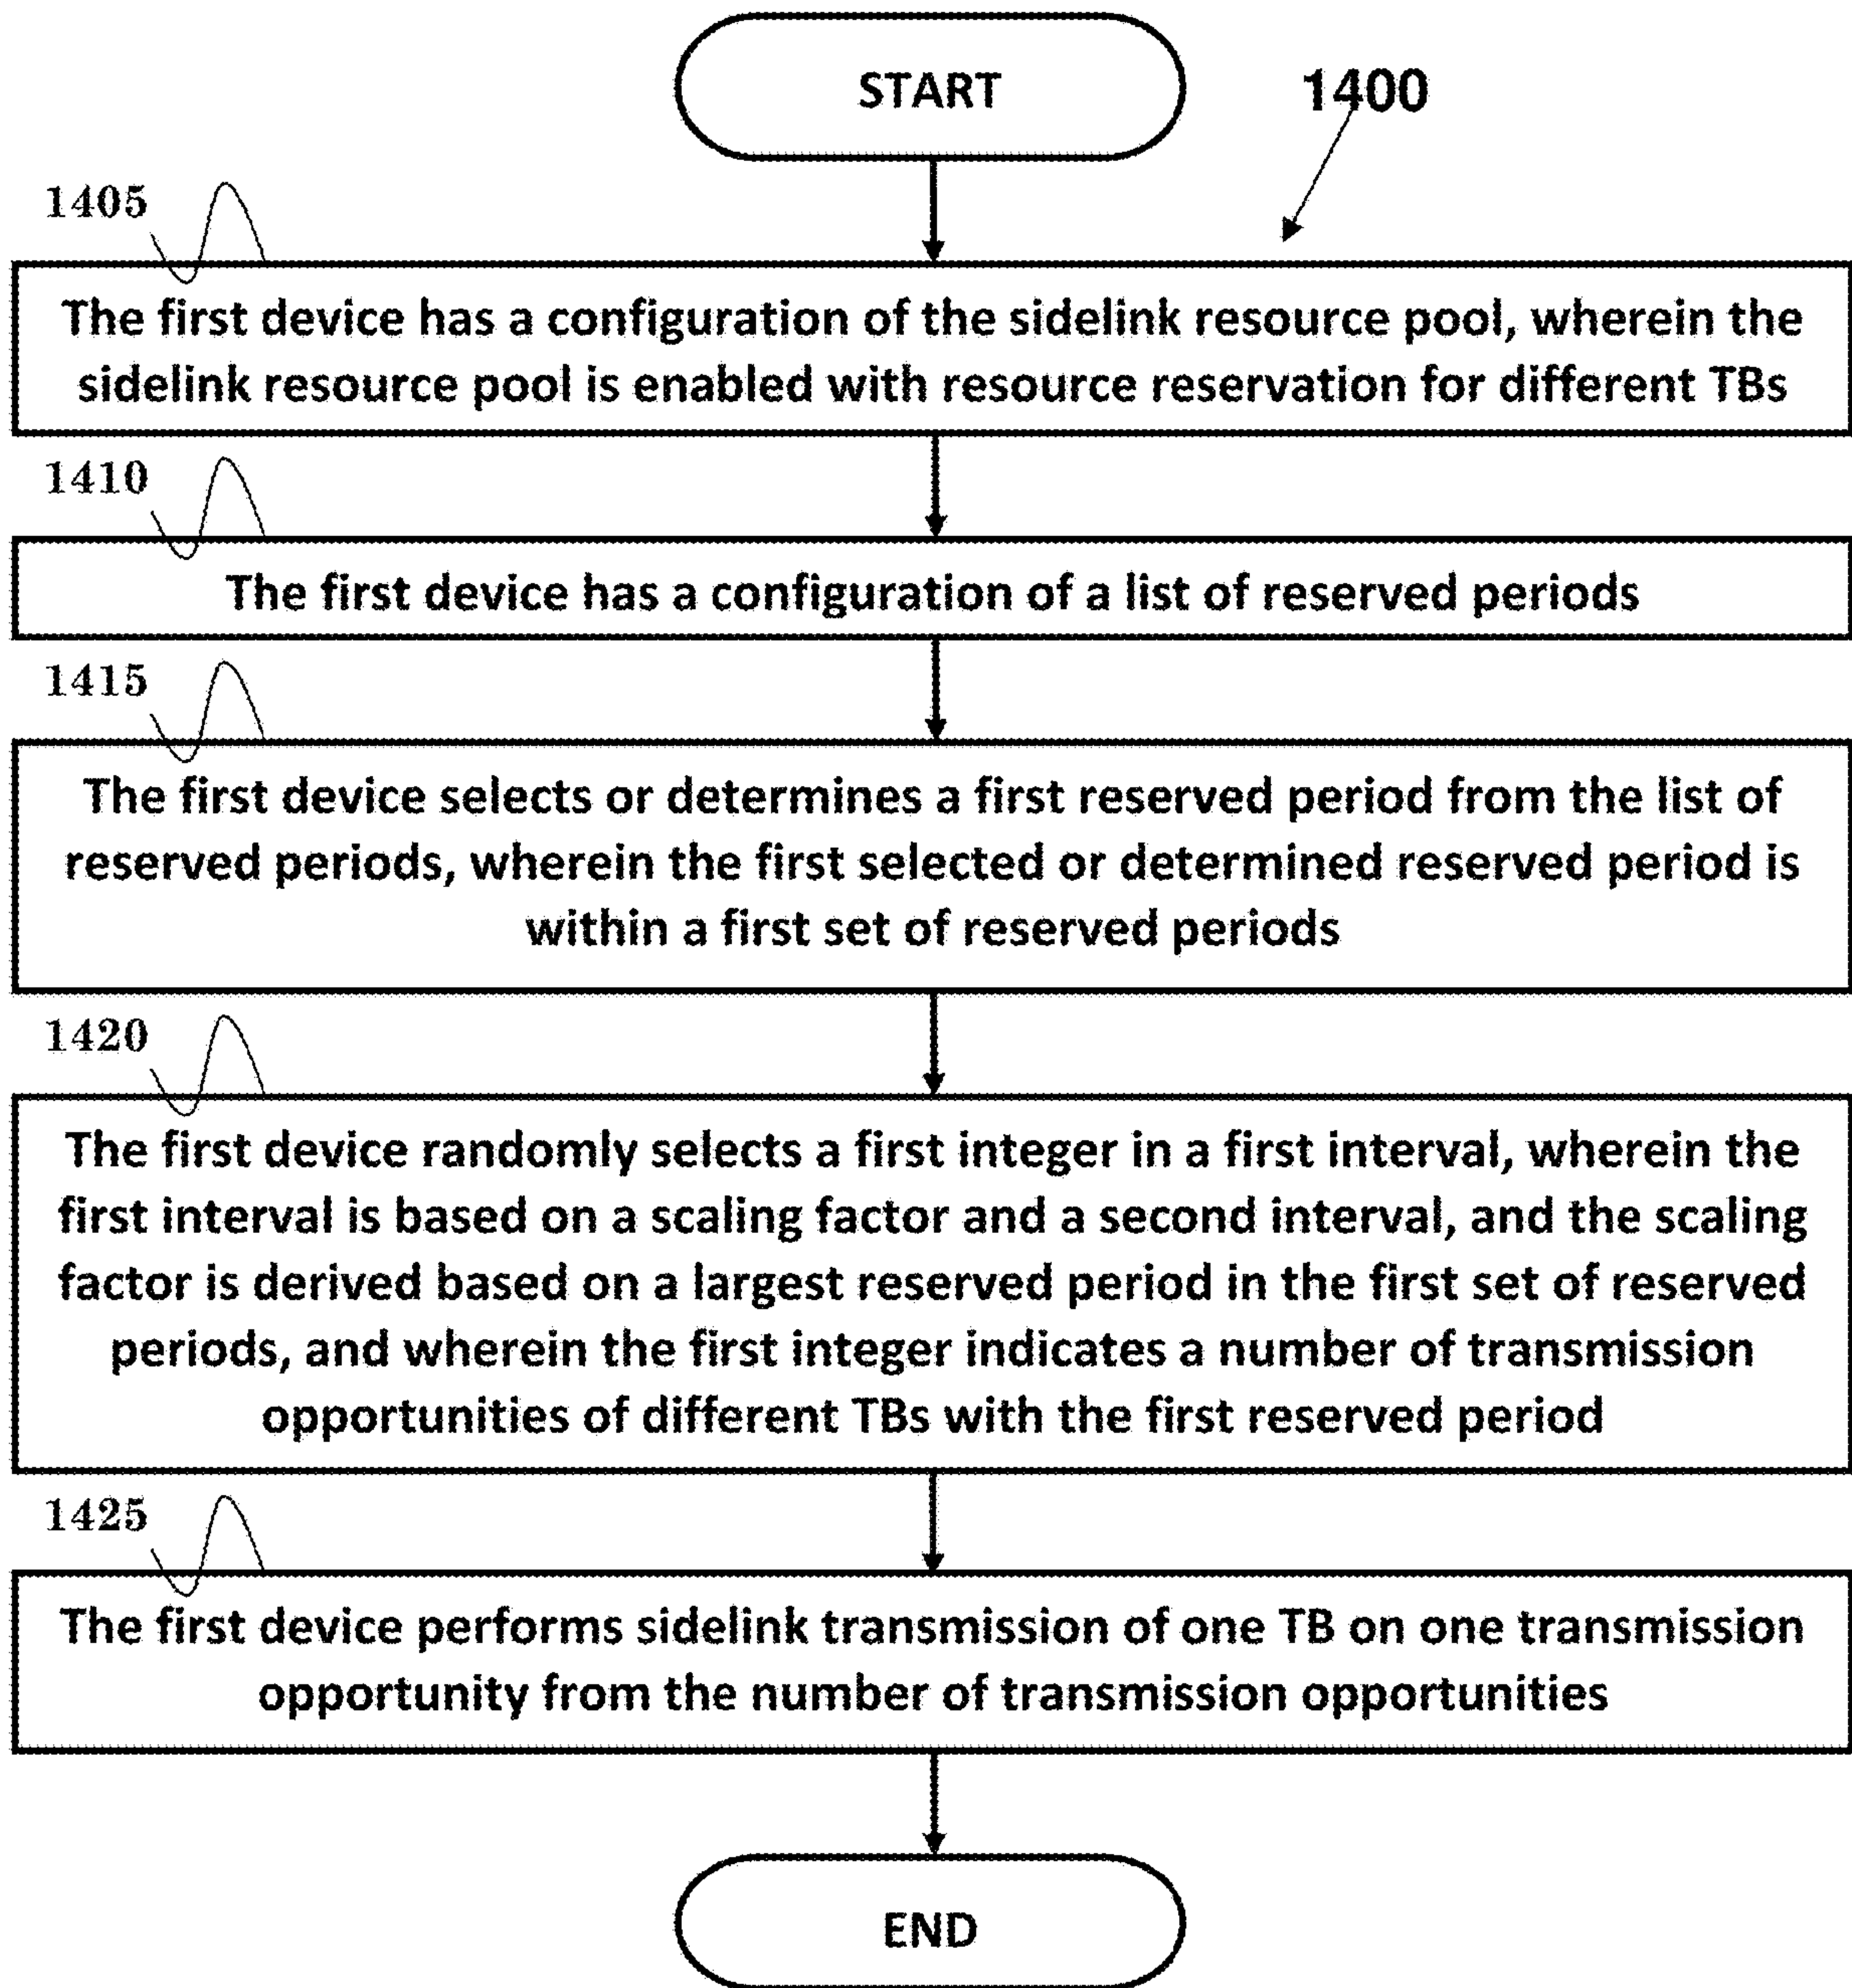 START
1400
1405
The first device has a configuration of the sidelink resource pool, wherein the
sidelink resource pool is enabled with resource reservation for different TBs
1410
The first device has a configuration of a list of reserved periods
1415
The first device selects or determines a first reserved period from the list of
reserved periods, wherein the first selected or determined reserved period is
within a first set of reserved periods
1420
The first device randomly selects a first integer in a first interval, wherein the
first interval is based on a scaling factor and a second interval, and the scaling
factor is derived based on a largest reserved period in the first set of reserved
periods, and wherein the first integer indicates a number of transmission
opportunities of different TBs with the first reserved period
1425
The first device performs sidelink transmission of one TB on one transmission
opportunity from the number of transmission opportunities
END